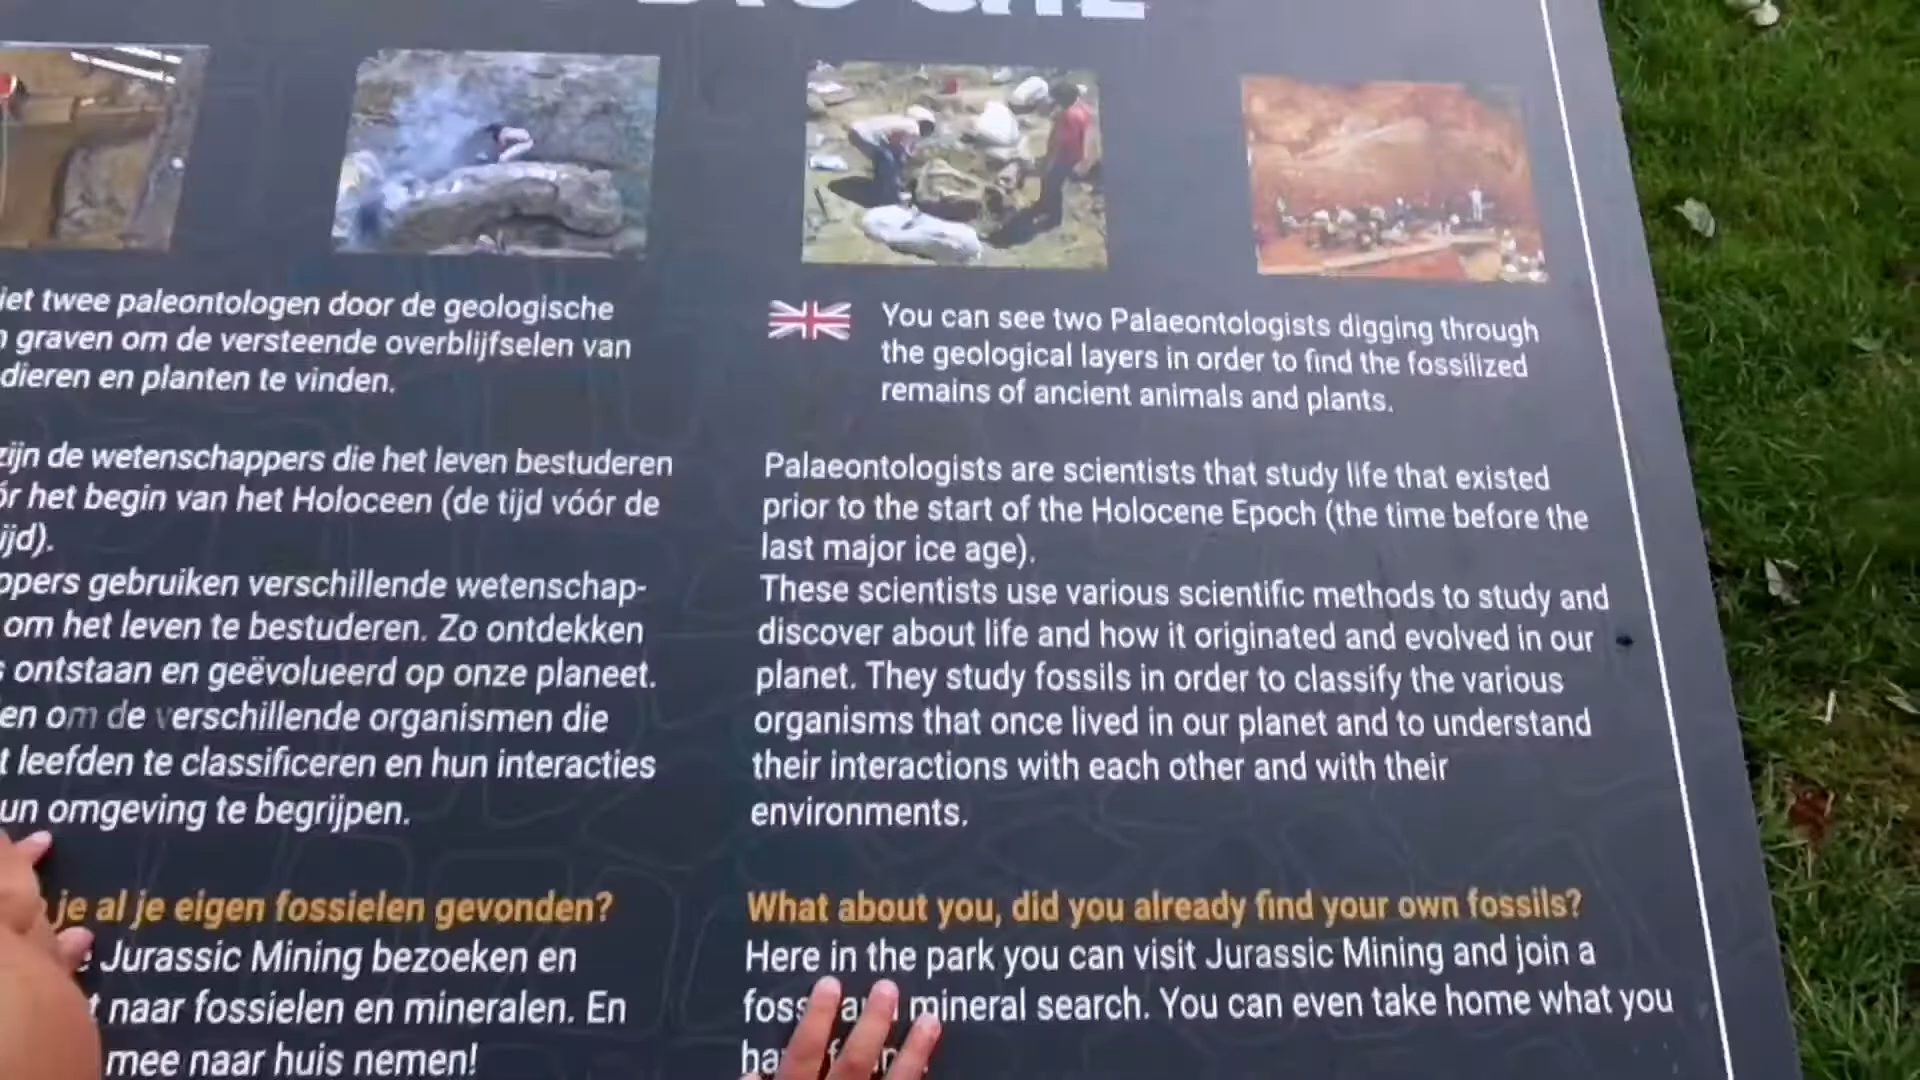 twee paleontologen door de geologische
graven om de versteende overblijfselen van
dieren en planten te vinden.
zijn de wetenschappers die het leven bestuderen
het begin van het Holoceen (de tijd vóór de
gebruiken verschillende wetenschap-
om het leven te bestuderen. Zo ontdekken
ontstaan en geëvolueerd op onze planeet.
om de verschillende organismen die
leefden te classificeren en hun interacties
omgeving te begrijpen.
je al je eigen fossielen gevonden?
Jurassic Mining bezoeken en
naar fossielen en mineralen. En
mee naar huis nemen!
You can see two Palaeontologists digging through
the geological layers in order to find the fossilized
remains of ancient animals and plants.
Palaeontologists are scientists that study life that existed
prior to the start of the Holocene Epoch (the time before the
last major ice age).
These scientists use various scientific methods to study and
discover about life and how it originated and evolved in our
planet. They study fossils in order to classify the various
organisms that once lived in our planet and to understand
their interactions with each other and with their
environments.
What about you, did you already find your own fossils?
Here in the park you can visit Jurassic Mining and join a
mineral search. You can even take home what you